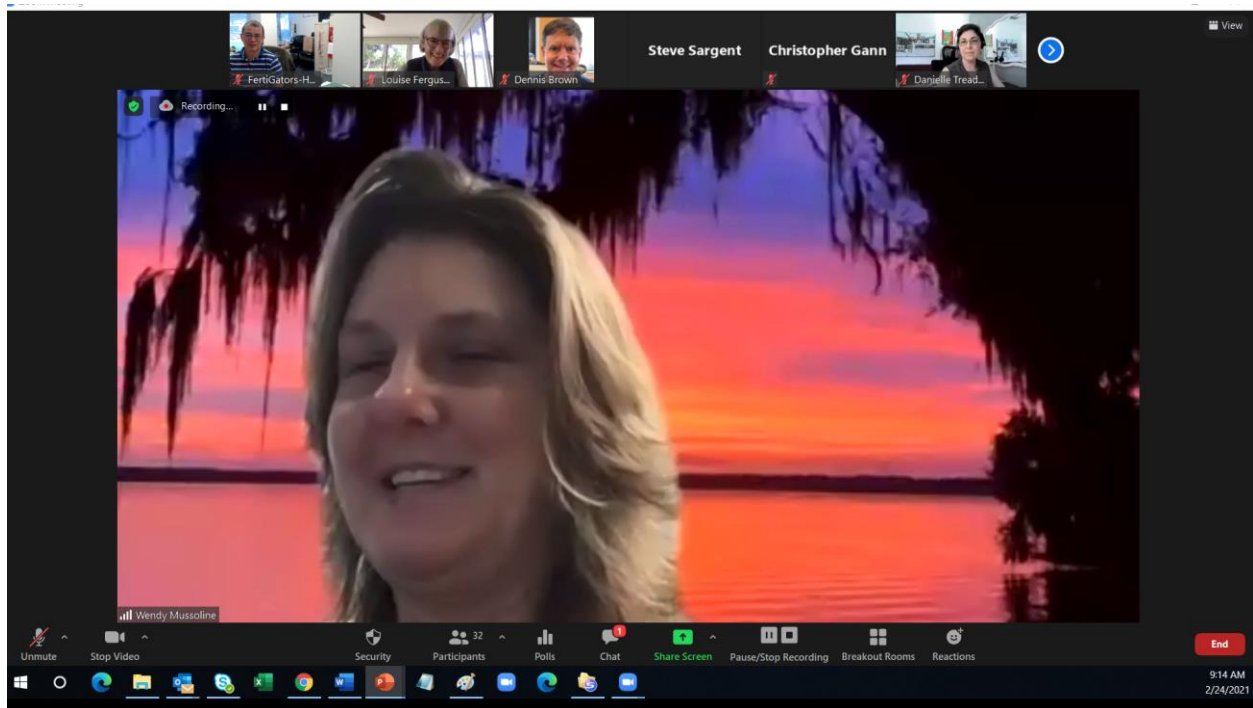 View
FertiGators-H...
Louise Fergus...
Dennis Brown
Steve Sargent
Christopher Gann
Danielle Tread...
Recording...
Wendy Mussoline
Unmute
Stop Video
Security
32
Participants
Polls
1
Chat
Share Screen
Pause/Stop Recording
Breakout Rooms
Reactions
End
9:14 AM
2/24/2021